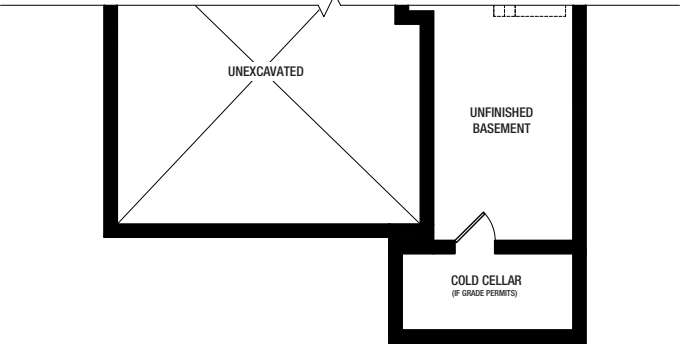 UNEXCAVATED
UNFINISHED
BASEMENT
COLD CELLAR
(IF GRADE PERMITS)